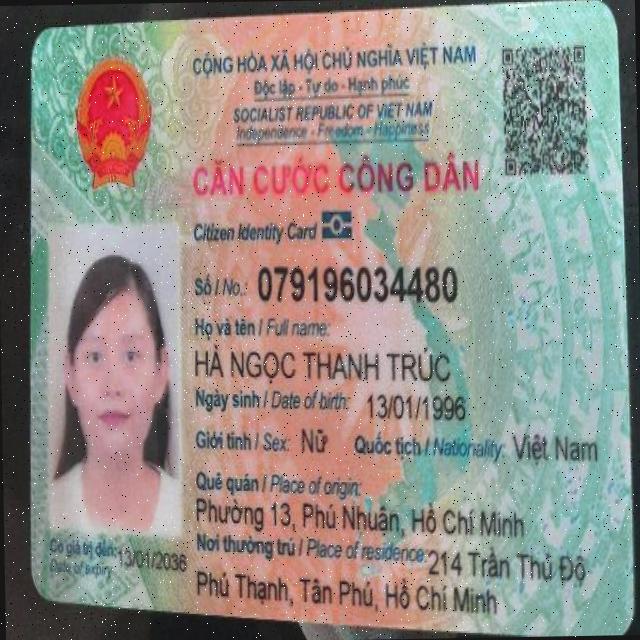 CỘNG HÒA XÃ HỘI CHỦ NGHĨA VIỆT NAM
Độc lập - Tự do - Hạnh phúc
SOCIALIST REPUBLIC OF VIET NAM
Independence - Freedom - Happiness
CĂN CƯỚC CÔNG DÂN
Citizen Identity Card
Số / No.: 079196034480
Họ và tên / Full name:
HÀ NGỌC THANH TRÚC
Ngày sinh / Date of birth: 13/01/1996
Giới tính / Sex: Nữ Quốc tịch / Nationality: Việt Nam
Quê quán / Place of origin:
Phường 13, Phú Nhuận, Hồ Chí Minh
Nơi thường trú / Place of residence: 214 Trần Thủ Độ
Phú Thạnh, Tân Phú, Hồ Chí Minh
Có giá trị đến: 13/01/2036
Date of expiry